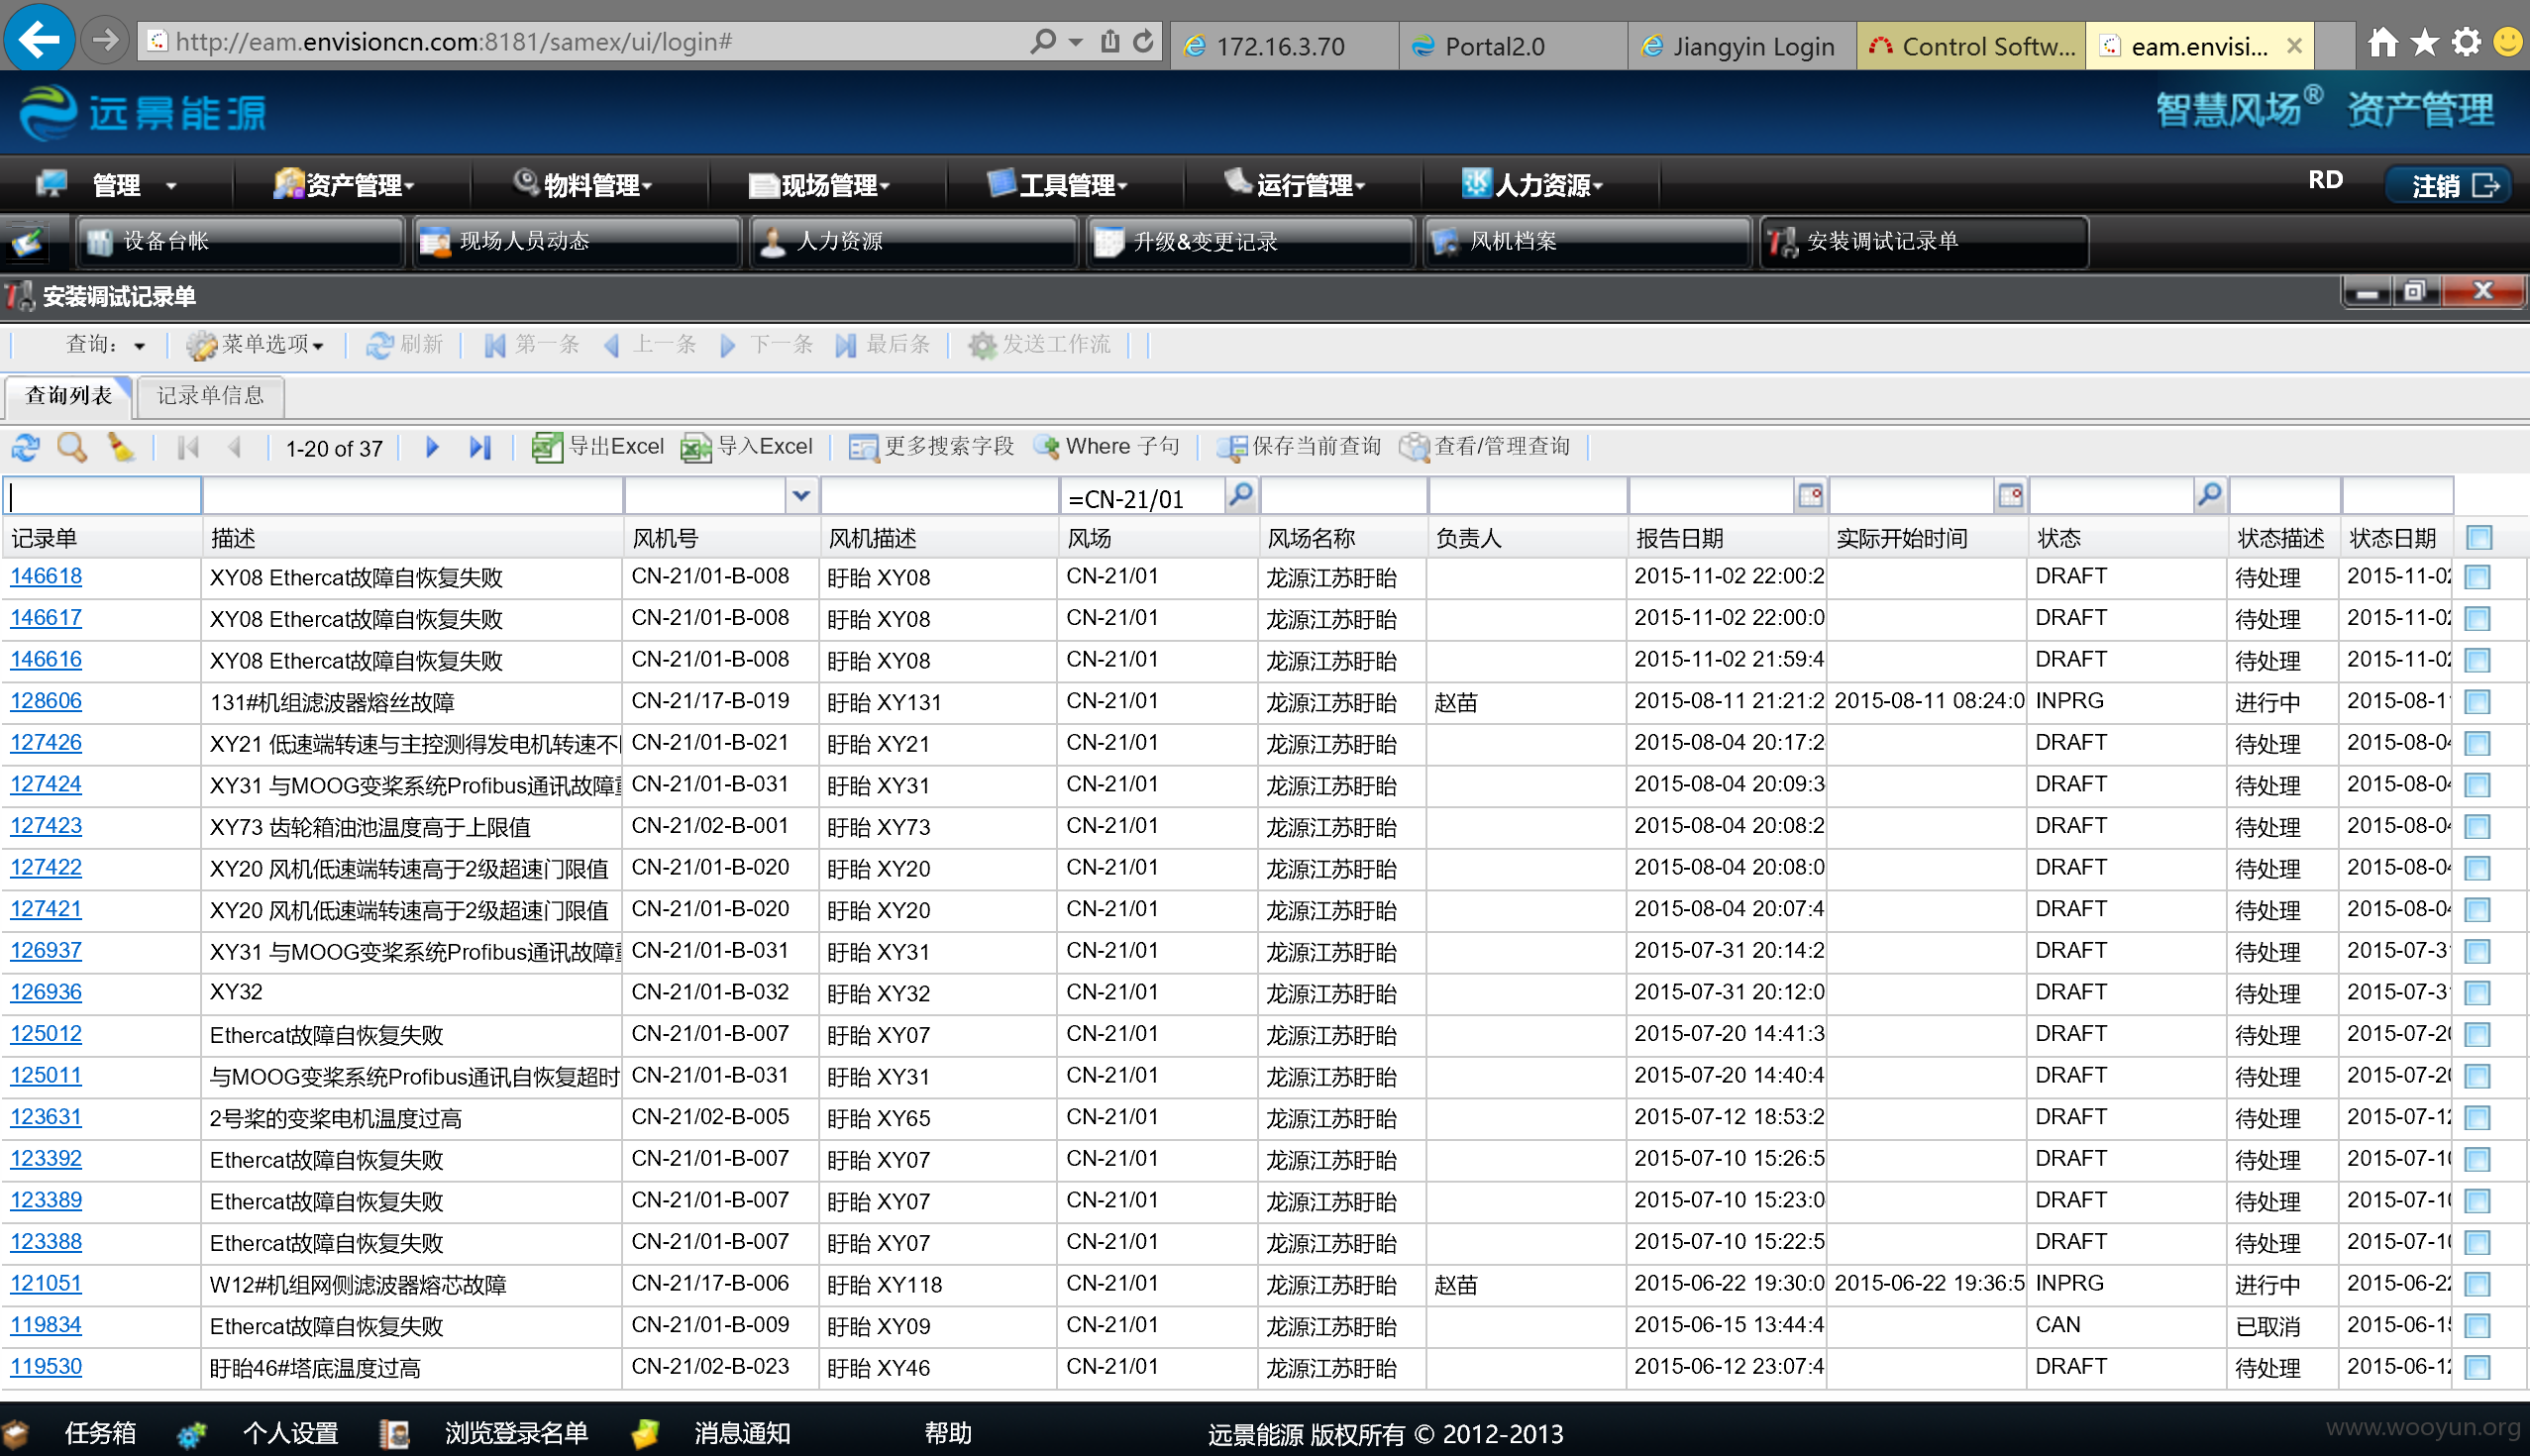 http://eam.envisioncn.com:8181/samex/ui/login#
172.16.3.70
Portal2.0
Jiangyin Login
Control Softw...
eam.envisi...
远景能源
智慧风场® 资产管理
管理 资产管理 物料管理 现场管理 工具管理 运行管理 人力资源 RD 注销
设备台帐 现场人员动态 人力资源 升级&变更记录 风机档案 安装调试记录单
安装调试记录单
查询: 菜单选项 刷新 第一条 上一条 下一条 最后条 发送工作流
查询列表 记录单信息
1-20 of 37 导出Excel 导入Excel 更多搜索字段 Where 子句 保存当前查询 查看/管理查询
=CN-21/01
记录单 描述 风机号 风机描述 风场 风场名称 负责人 报告日期 实际开始时间 状态 状态描述 状态日期
146618 XY08 Ethercat故障自恢复失败 CN-21/01-B-008 盱眙 XY08 CN-21/01 龙源江苏盱眙 2015-11-02 22:00:2 DRAFT 待处理 2015-11-02
146617 XY08 Ethercat故障自恢复失败 CN-21/01-B-008 盱眙 XY08 CN-21/01 龙源江苏盱眙 2015-11-02 22:00:0 DRAFT 待处理 2015-11-02
146616 XY08 Ethercat故障自恢复失败 CN-21/01-B-008 盱眙 XY08 CN-21/01 龙源江苏盱眙 2015-11-02 21:59:4 DRAFT 待处理 2015-11-02
128606 131#机组滤波器熔丝故障 CN-21/17-B-019 盱眙 XY131 CN-21/01 龙源江苏盱眙 赵苗 2015-08-11 21:21:2 2015-08-11 08:24:0 INPRG 进行中 2015-08-1
127426 XY21 低速端转速与主控测得发电机转速不 CN-21/01-B-021 盱眙 XY21 CN-21/01 龙源江苏盱眙 2015-08-04 20:17:2 DRAFT 待处理 2015-08-04
127424 XY31 与MOOG变桨系统Profibus通讯故障 CN-21/01-B-031 盱眙 XY31 CN-21/01 龙源江苏盱眙 2015-08-04 20:09:3 DRAFT 待处理 2015-08-04
127423 XY73 齿轮箱油池温度高于上限值 CN-21/02-B-001 盱眙 XY73 CN-21/01 龙源江苏盱眙 2015-08-04 20:08:2 DRAFT 待处理 2015-08-04
127422 XY20 风机低速端转速高于2级超速门限值 CN-21/01-B-020 盱眙 XY20 CN-21/01 龙源江苏盱眙 2015-08-04 20:08:0 DRAFT 待处理 2015-08-04
127421 XY20 风机低速端转速高于2级超速门限值 CN-21/01-B-020 盱眙 XY20 CN-21/01 龙源江苏盱眙 2015-08-04 20:07:4 DRAFT 待处理 2015-08-04
126937 XY31 与MOOG变桨系统Profibus通讯故障 CN-21/01-B-031 盱眙 XY31 CN-21/01 龙源江苏盱眙 2015-07-31 20:14:2 DRAFT 待处理 2015-07-3
126936 XY32 CN-21/01-B-032 盱眙 XY32 CN-21/01 龙源江苏盱眙 2015-07-31 20:12:0 DRAFT 待处理 2015-07-3
125012 Ethercat故障自恢复失败 CN-21/01-B-007 盱眙 XY07 CN-21/01 龙源江苏盱眙 2015-07-20 14:41:3 DRAFT 待处理 2015-07-20
125011 与MOOG变桨系统Profibus通讯自恢复超时 CN-21/01-B-031 盱眙 XY31 CN-21/01 龙源江苏盱眙 2015-07-20 14:40:4 DRAFT 待处理 2015-07-20
123631 2号桨的变桨电机温度过高 CN-21/02-B-005 盱眙 XY65 CN-21/01 龙源江苏盱眙 2015-07-12 18:53:2 DRAFT 待处理 2015-07-12
123392 Ethercat故障自恢复失败 CN-21/01-B-007 盱眙 XY07 CN-21/01 龙源江苏盱眙 2015-07-10 15:26:5 DRAFT 待处理 2015-07-10
123389 Ethercat故障自恢复失败 CN-21/01-B-007 盱眙 XY07 CN-21/01 龙源江苏盱眙 2015-07-10 15:23:0 DRAFT 待处理 2015-07-10
123388 Ethercat故障自恢复失败 CN-21/01-B-007 盱眙 XY07 CN-21/01 龙源江苏盱眙 2015-07-10 15:22:5 DRAFT 待处理 2015-07-10
121051 W12#机组网侧滤波器熔芯故障 CN-21/17-B-006 盱眙 XY118 CN-21/01 龙源江苏盱眙 赵苗 2015-06-22 19:30:0 2015-06-22 19:36:5 INPRG 进行中 2015-06-22
119834 Ethercat故障自恢复失败 CN-21/01-B-009 盱眙 XY09 CN-21/01 龙源江苏盱眙 2015-06-15 13:44:4 CAN 已取消 2015-06-15
119530 盱眙46#塔底温度过高 CN-21/02-B-023 盱眙 XY46 CN-21/01 龙源江苏盱眙 2015-06-12 23:07:4 DRAFT 待处理 2015-06-12
任务箱 个人设置 浏览登录名单 消息通知 帮助 远景能源 版权所有 © 2012-2013
www.wooyun.org